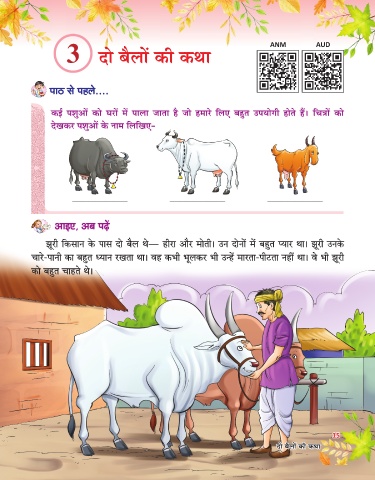 ANM AUD
3 दो बैलों की कथा
पाठ से पहले....
कई पशुओं को घरों में पाला जाता है जो हमारे लिए बहुत उपयोगी होते हैं। चित्रों को
देखकर पशुओं के नाम लिखिए–
आइए, अब पढ़ें
झूरी किसान के पास दो बैल थे— हीरा और मोती। उन दोनों में बहुत प्यार था। झूरी उनके
चारे-पानी का बहुत ध्यान रखता था। वह कभी भूलकर भी उन्हें मारता-पीटता नहीं था। वे भी झूरी
को बहुत चाहते थे।
15
दो बैलों की कथा